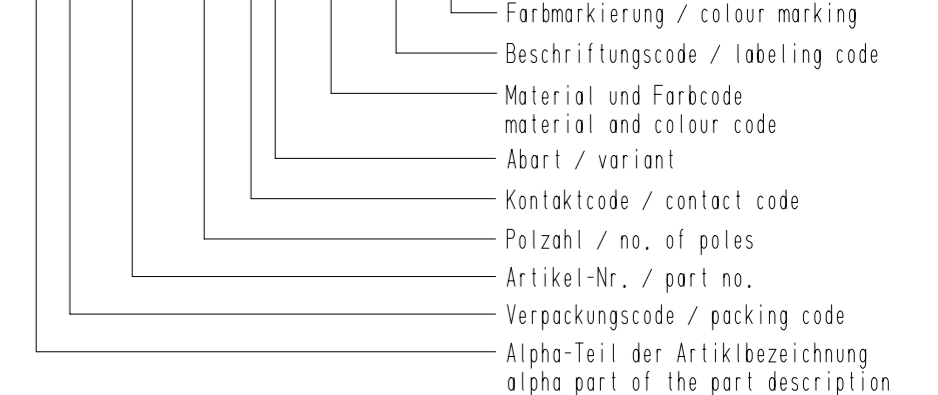 Farbmarkierung / colour marking
Beschriftungscode / labeling code
Material und Farbcode
material and colour code
Abart / variant
Kontaktcode / contact code
Polzahl / no. of poles
Artikel-Nr. / part no.
Verpackungscode / packing code
Alpha-Teil der Artiklbezeichnung
alpha part of the part description